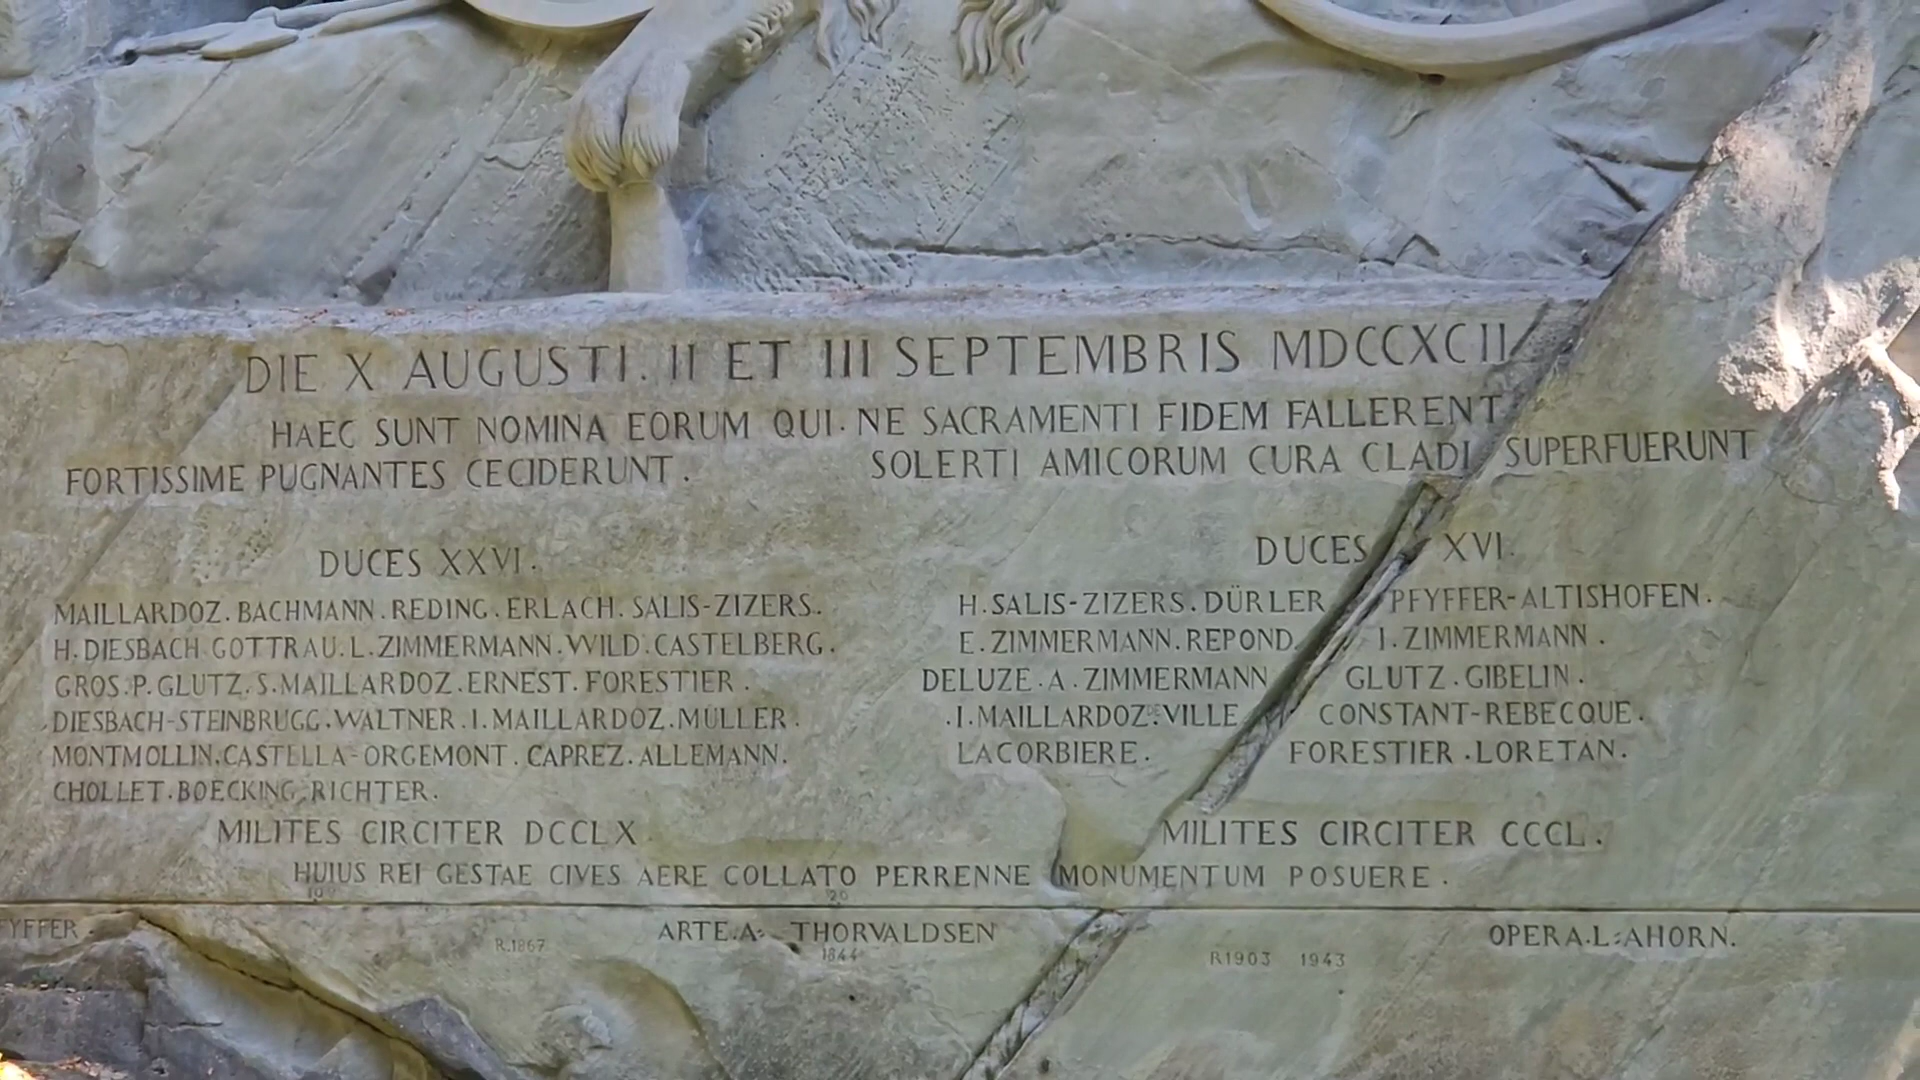 DIE X AUGUSTI. II ET III SEPTEMBRIS MDCCXCII
HAEC SUNT NOMINA EORUM QUI. NE SACRAMENTI FIDEM FALLERENT
FORTISSIME PUGNANTES CECIDERUNT. SOLERTI AMICORUM CURA CLADI SUPERFUERUNT
DUCES XXVI.
MAILLARDOZ. BACHMANN. REDING. ERLACH. SALIS-ZIZERS.
H. DIESBACH GOTTRAU. L. ZIMMERMANN. WILD. CASTELBERG.
GROS. P. GLUTZ. S. MAILLARDOZ. ERNEST. FORESTIER.
DIESBACH-STEINBRUGG. WALTNER. I. MAILLARDOZ. MULLER.
MONTMOLLIN. CASTELLA-ORGEMONT. CAPREZ. ALLEMANN.
CHOLLET. BOECKING. RICHTER.
MILITES CIRCITER DCCLX.
DUCES XVI.
H. SALIS-ZIZERS. DÜRLER PFYFFER-ALTISHOFEN.
E. ZIMMERMANN. REPOND. I. ZIMMERMANN.
DELUZE. A. ZIMMERMANN GLUTZ. GIBELIN.
I. MAILLARDOZ. DE VILLE CONSTANT-REBECQUE.
LACORBIERE. FORESTIER. LORETAN.
MILITES CIRCITER CCCL.
HUIUS REI GESTAE CIVES AERE COLLATO PERRENNE MONUMENTUM POSUERE.
YFFER. ARTE. A. THORVALDSEN OPERA. L. AHORN.
R.1867 1844 R1903 1943